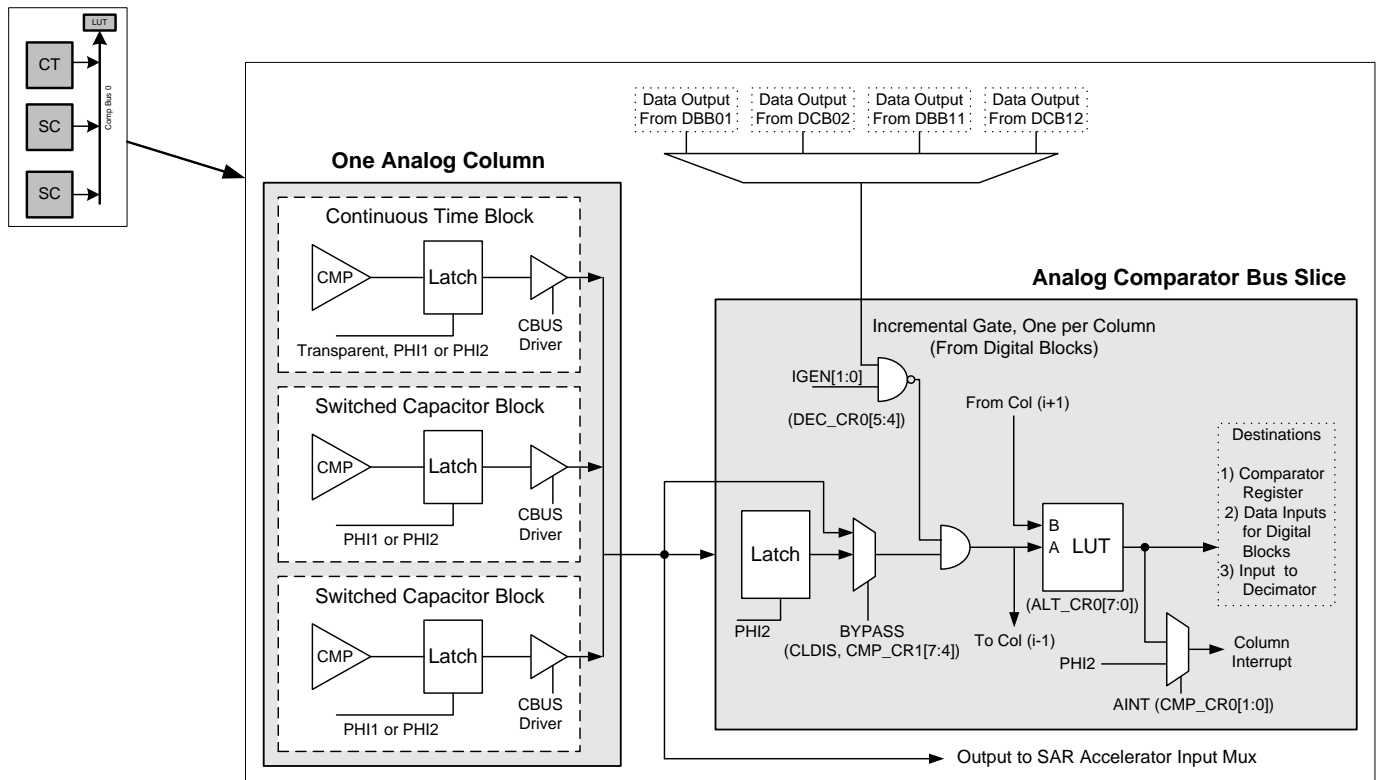 LUT
CT
SC
SC
Comp Bus 0
Data Output
From DBB01
Data Output
From DCB02
Data Output
From DBB11
Data Output
From DCB12
One Analog Column
Continuous Time Block
CMP
Latch
CBUS
Driver
Transparent, PHI1 or PHI2
Switched Capacitor Block
CMP
Latch
CBUS
Driver
PHI1 or PHI2
Switched Capacitor Block
CMP
Latch
CBUS
Driver
PHI1 or PHI2
Analog Comparator Bus Slice
Incremental Gate, One per Column
(From Digital Blocks)
IGEN[1:0]
(DEC_CR0[5:4])
From Col (i+1)
Latch
PHI2
BYPASS
(CLDIS, CMP_CR1[7:4])
B
A
LUT
(ALT_CR0[7:0])
To Col (i-1)
Destinations
1) Comparator
Register
2) Data Inputs
for Digital
Blocks
3) Input to
Decimator
PHI2
Column
Interrupt
AINT (CMP_CR0[1:0])
Output to SAR Accelerator Input Mux